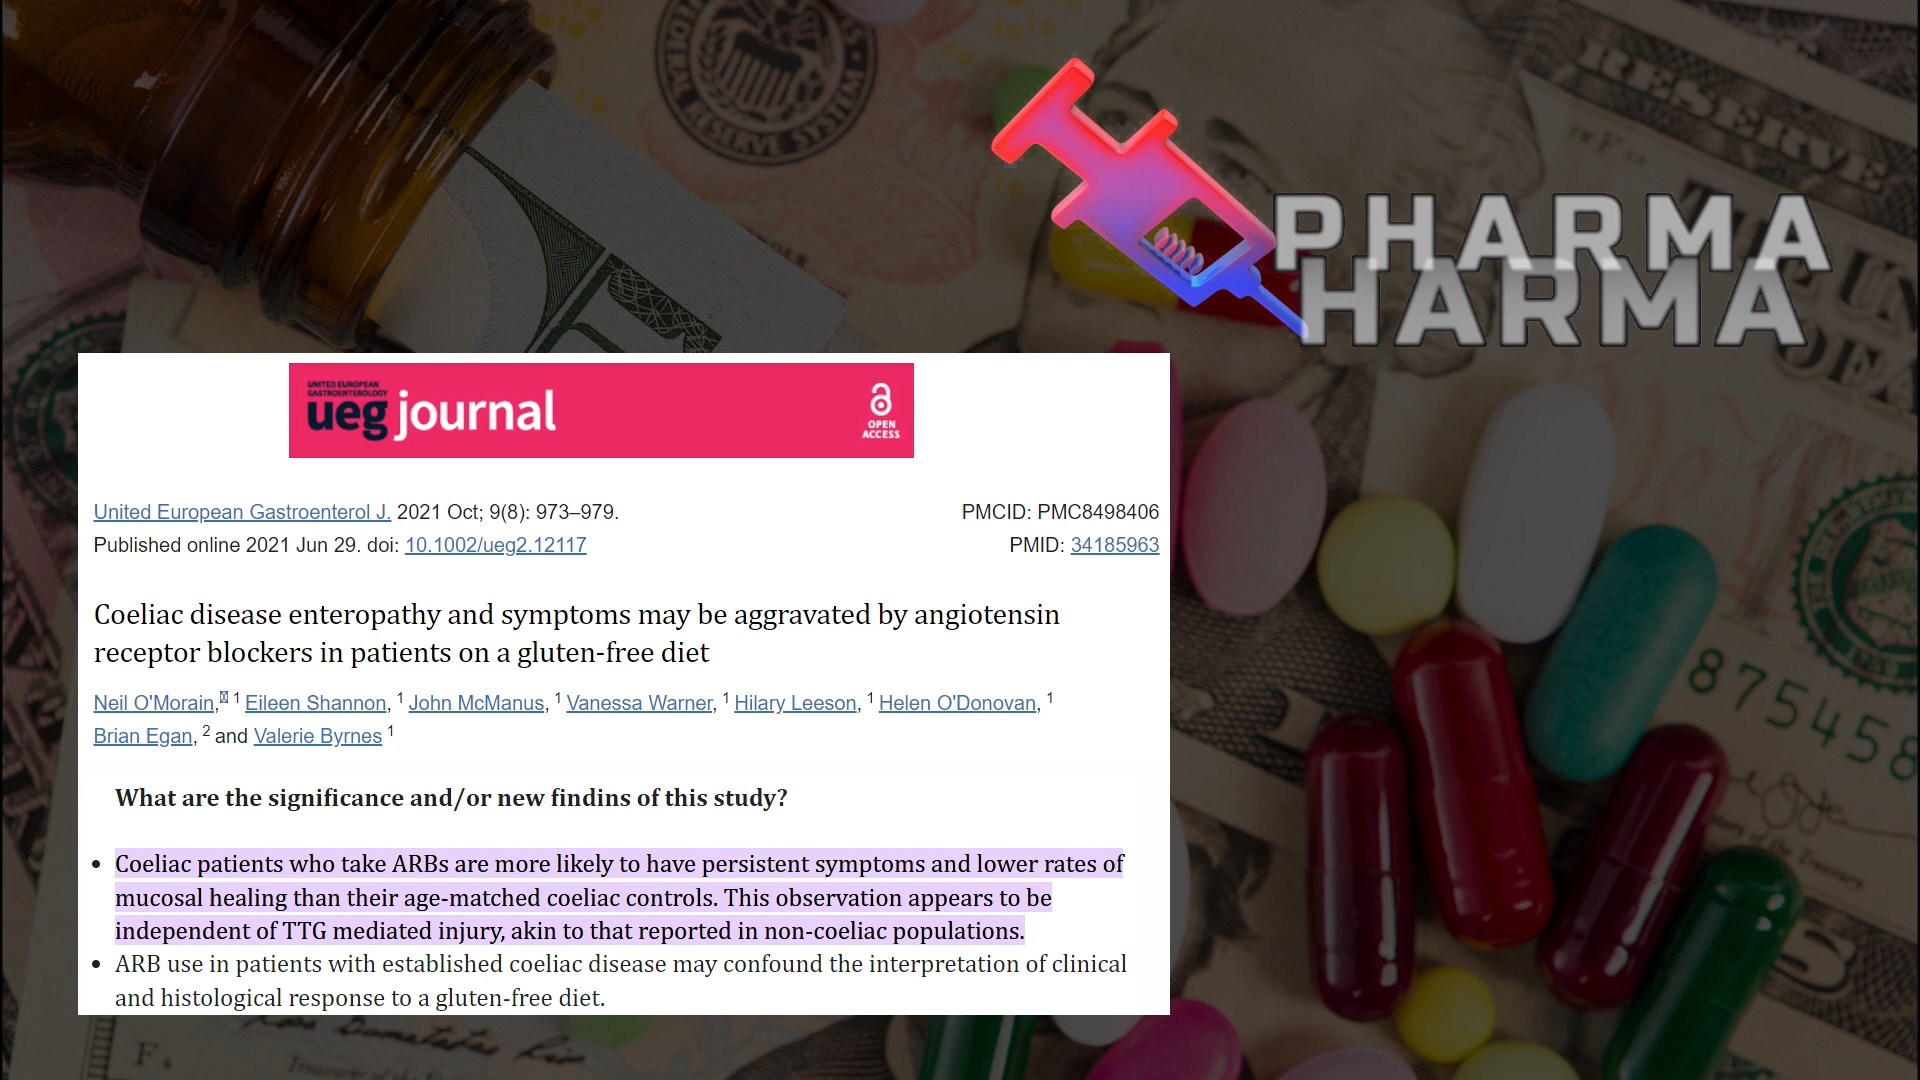 FEDERAL RESERVE SYSTEM
RESERVE
PHARMA
HARMA
UNITED EUROPEAN
GASTROENTEROLOGY
ueg journal
OPEN
ACCESS
United European Gastroenterol J. 2021 Oct; 9(8): 973–979.
PMCID: PMC8498406
Published online 2021 Jun 29. doi: 10.1002/ueg2.12117
PMID: 34185963
Coeliac disease enteropathy and symptoms may be aggravated by angiotensin
receptor blockers in patients on a gluten-free diet
Neil O'Morain, 1 Eileen Shannon, 1 John McManus, 1 Vanessa Warner, 1 Hilary Leeson, 1 Helen O'Donovan, 1
Brian Egan, 2 and Valerie Byrnes 1
What are the significance and/or new findins of this study?
• Coeliac patients who take ARBs are more likely to have persistent symptoms and lower rates of
mucosal healing than their age-matched coeliac controls. This observation appears to be
independent of TTG mediated injury, akin to that reported in non-coeliac populations.
• ARB use in patients with established coeliac disease may confound the interpretation of clinical
and histological response to a gluten-free diet.
875458